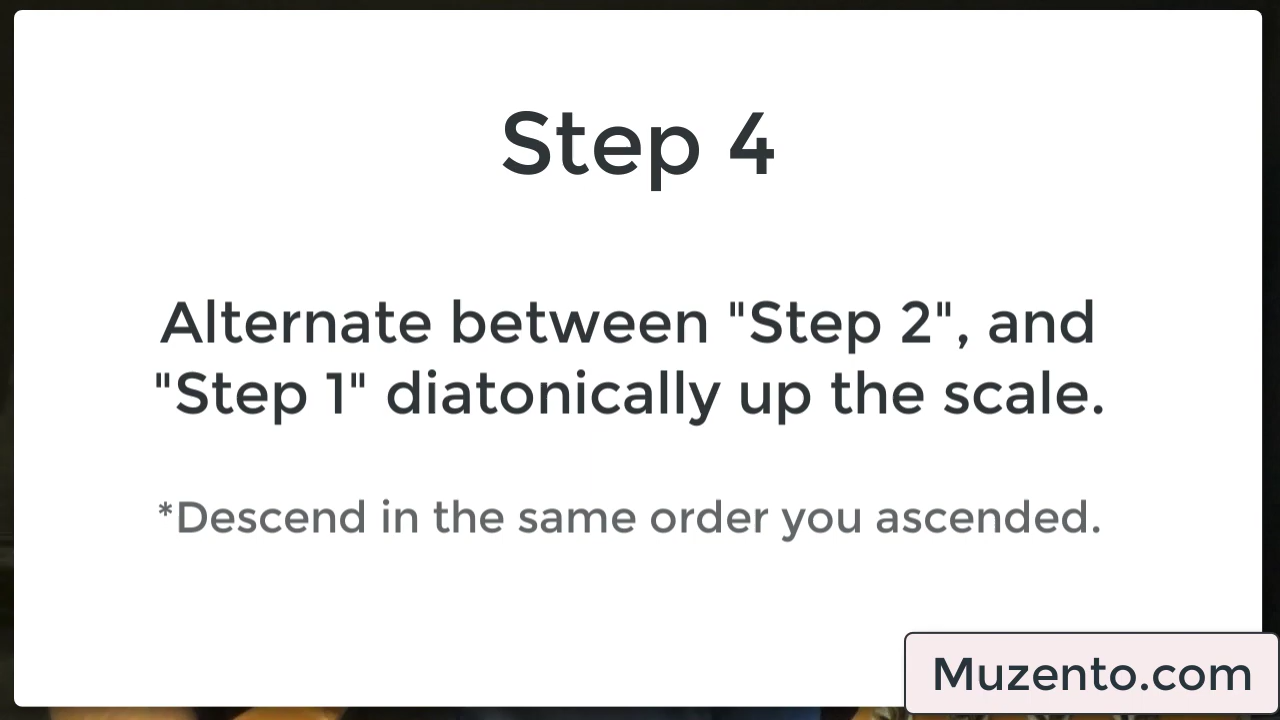 Step 4
Alternate between "Step 2", and
"Step 1" diatonically up the scale.
*Descend in the same order you ascended.
Muzento.com